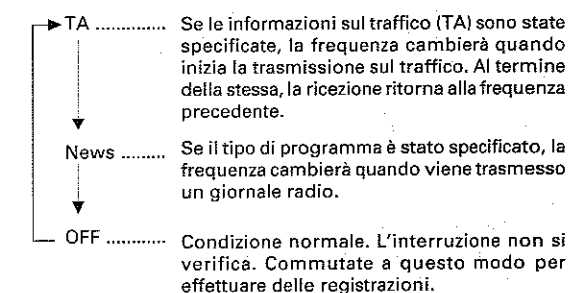 TA ............. Se le informazioni sul traffico (TA) sono state
specificate, la frequenza cambierà quando
inizia la trasmissione sul traffico. Al termine
della stessa, la ricezione ritorna alla frequenza
precedente.
News ......... Se il tipo di programma è stato specificato, la
frequenza cambierà quando viene trasmesso
un giornale radio.
OFF ............ Condizione normale. L'interruzione non si
verifica. Commutate a questo modo per
effettuare delle registrazioni.